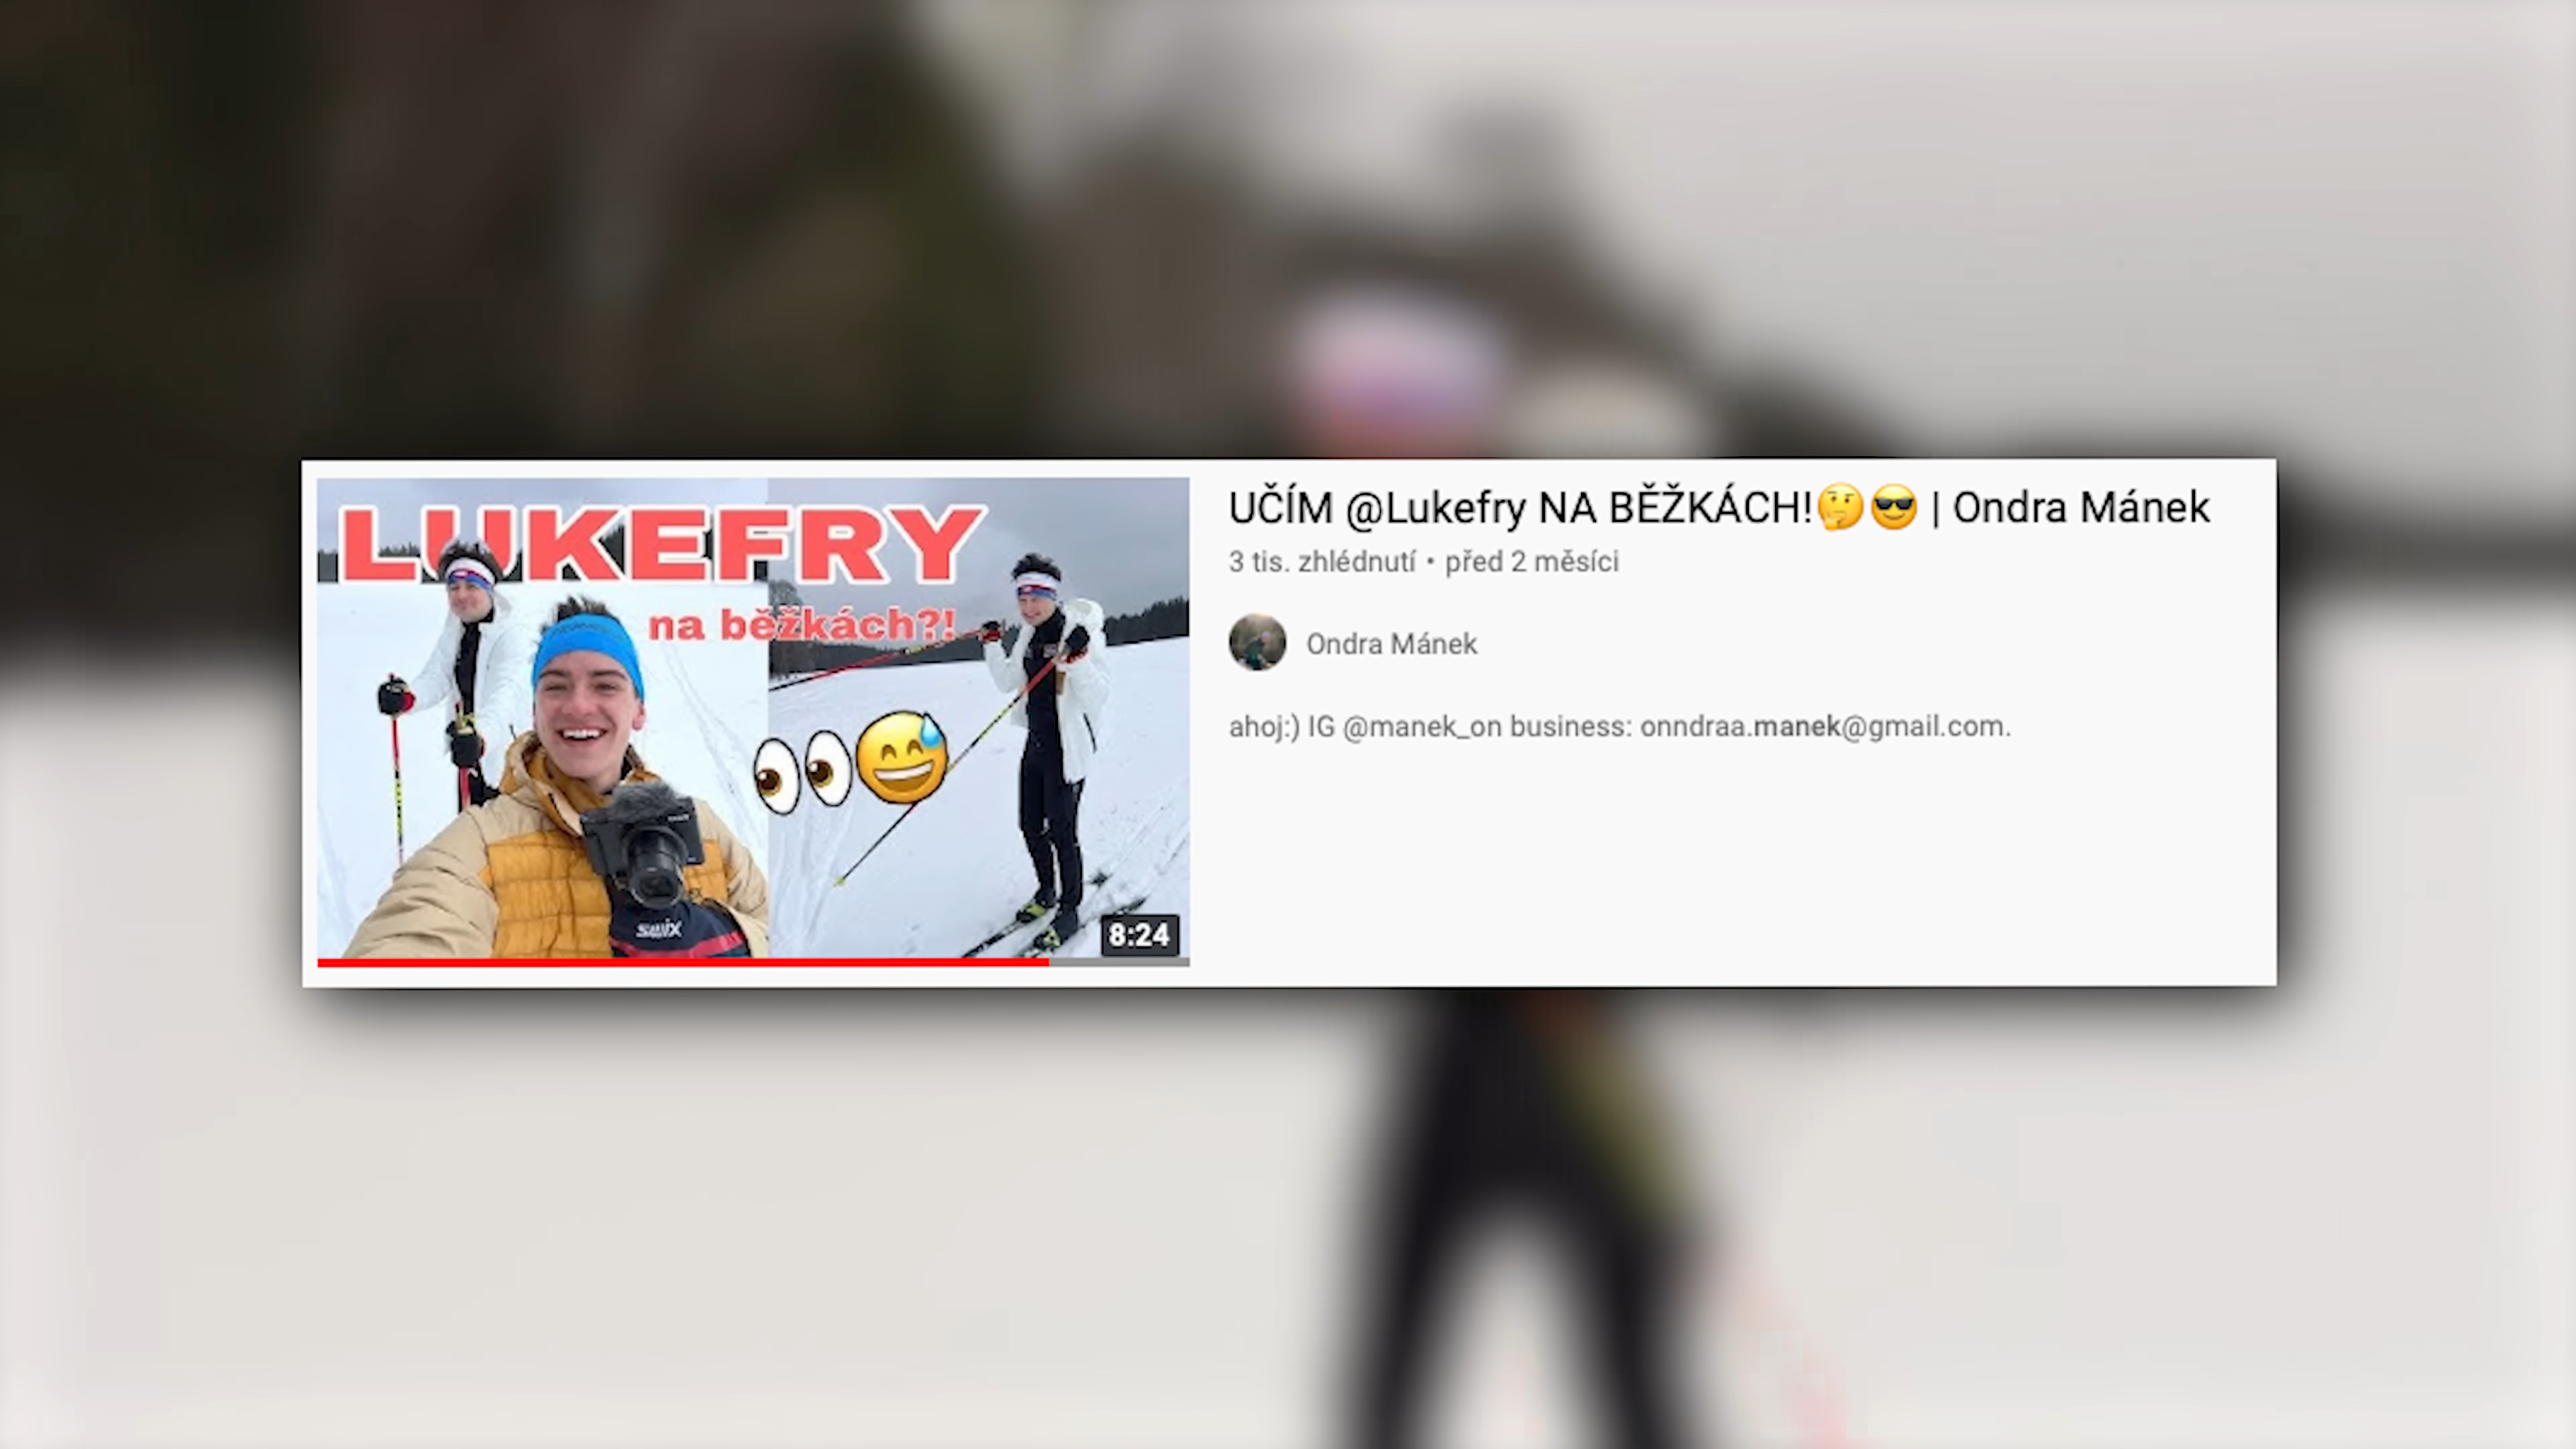 LUKEFRY
na běžkách?!
SWIX
8:24
UČÍM @Lukefry NA BĚŽKÁCH!🤔😎 | Ondra Mánek
3 tis. zhlédnutí • před 2 měsíci
Ondra Mánek
ahoj:) IG @manek_on business: onndraa.manek@gmail.com.